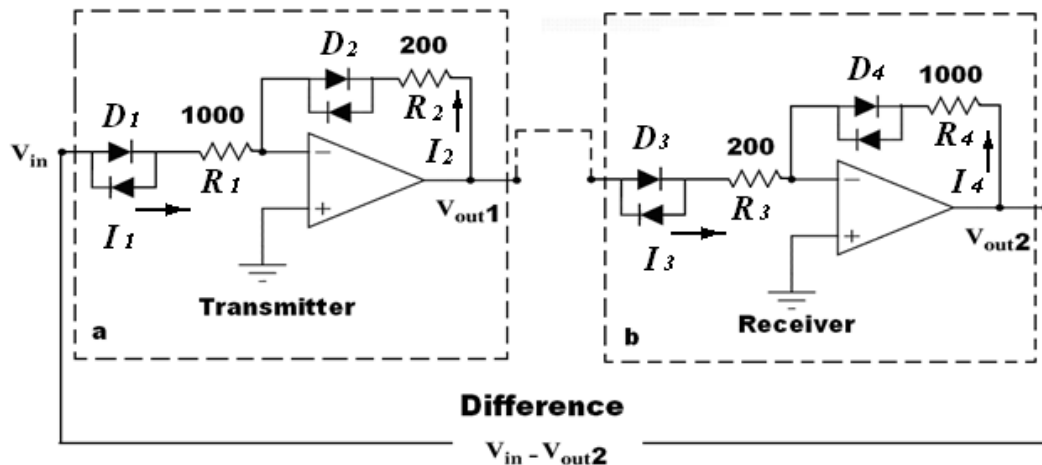 D2
200
D4
1000
D1
1000
R2
D3
R4
Vin
I2
200
I4
R1
Vout1
R3
Vout2
I1
I3
Transmitter
Receiver
a
b
Difference
Vin - Vout2
− 
+
−
+